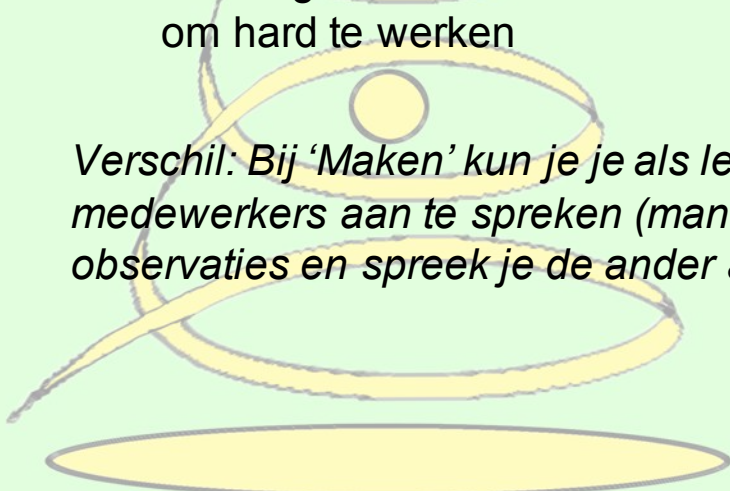 om hard te werken
Verschil: Bij ‘Maken’ kun je je als le
medewerkers aan te spreken (man
observaties en spreek je de ander